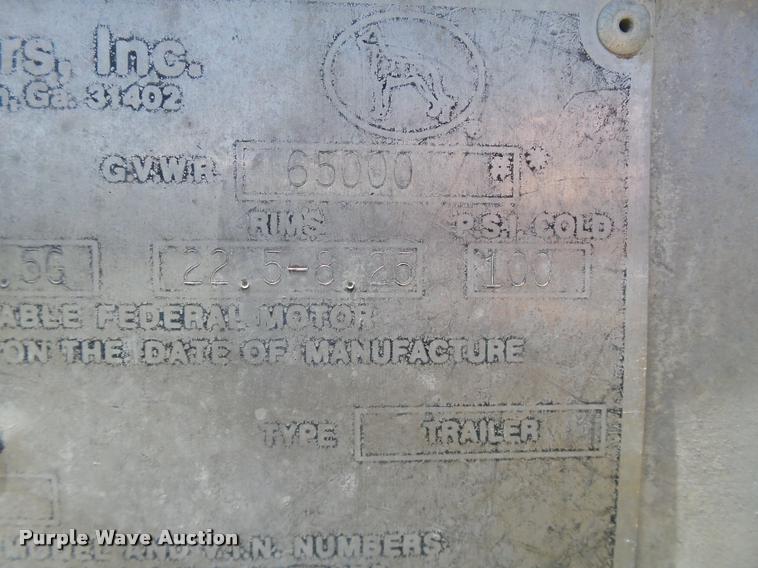 rs, Inc.
, Ga. 31402
G.V.W.R. 65000 #*
RIMS P.S.I. COLD
.5G 22.5-8.25 100
ABLE FEDERAL MOTOR
ON THE DATE OF MANUFACTURE
TYPE TRAILER
MODEL AND V.I.N. NUMBERS
Purple Wave Auction